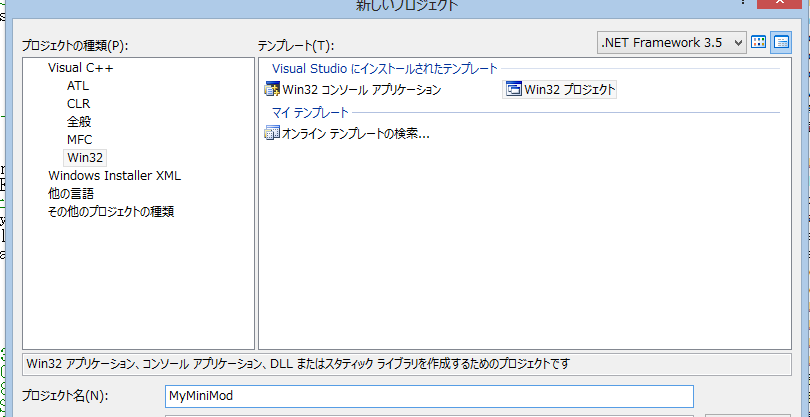 新しいプロジェクト
プロジェクトの種類(P):
テンプレート(T):
.NET Framework 3.5
Visual C++
ATL
CLR
全般
MFC
Win32
Windows Installer XML
他の言語
その他のプロジェクトの種類
Visual Studio にインストールされたテンプレート
Win32 コンソール アプリケーション
Win32 プロジェクト
マイ テンプレート
オンライン テンプレートの検索...
Win32 アプリケーション、コンソール アプリケーション、DLL またはスタティック ライブラリを作成するためのプロジェクトです
プロジェクト名(N):
MyMiniMod